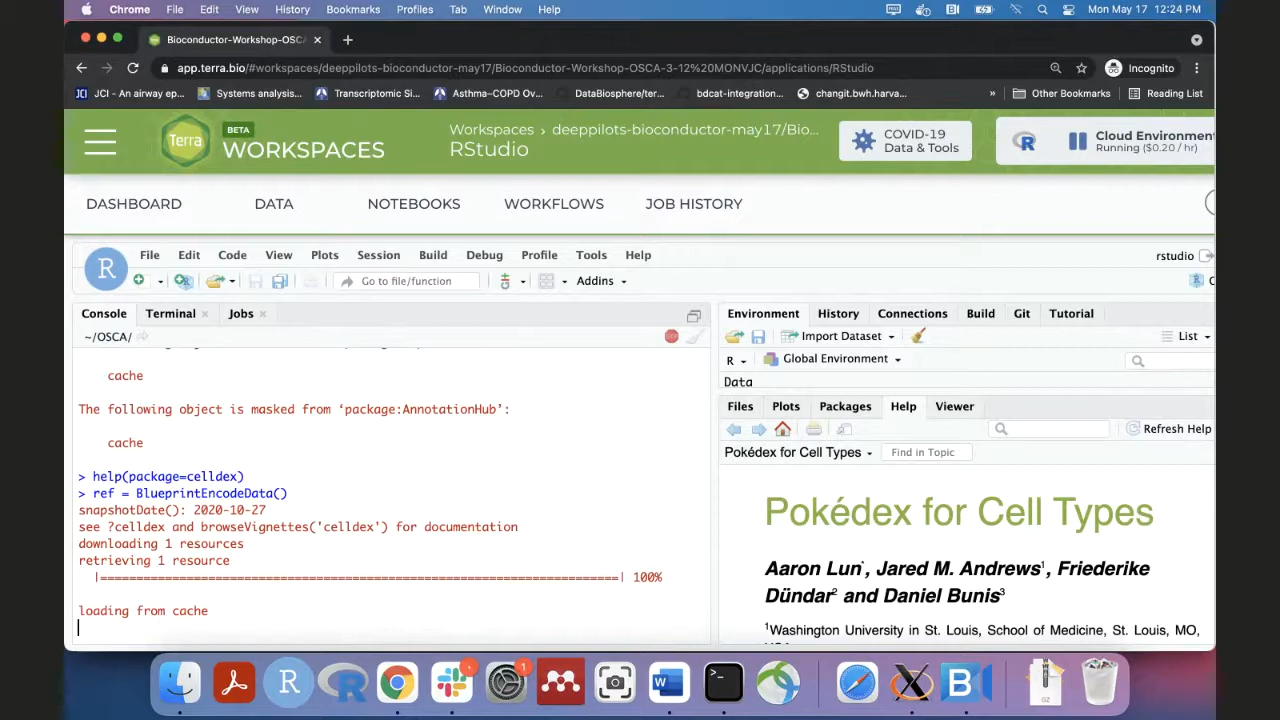 Chrome File Edit View History Bookmarks Profiles Tab Window Help Mon May 17 12:24 PM
Bioconductor-Workshop-OSCA
app.terra.bio/#workspaces/deeppilots-bioconductor-may17/Bioconductor-Workshop-OSCA-3-12%20MONVJC/applications/RStudio Incognito
JCI - An airway ep... Systems analysis... Transcriptomic Si... Asthma–COPD Ov... DataBiosphere/ter... bdcat-integration... changit.bwh.harva... » Other Bookmarks Reading List
Terra BETA WORKSPACES
Workspaces › deeppilots-bioconductor-may17/Bio...
RStudio
COVID-19
Data & Tools
Cloud Environment
Running ($0.20 / hr)
DASHBOARD DATA NOTEBOOKS WORKFLOWS JOB HISTORY
R File Edit Code View Plots Session Build Debug Profile Tools Help rstudio
Go to file/function Addins
Console Terminal Jobs
~/OSCA/
cache
The following object is masked from ‘package:AnnotationHub’:
cache
> help(package=celldex)
> ref = BlueprintEncodeData()
snapshotDate(): 2020-10-27
see ?celldex and browseVignettes('celldex') for documentation
downloading 1 resources
retrieving 1 resource
|======================================================================| 100%
loading from cache
Environment History Connections Build Git Tutorial
Import Dataset List
R Global Environment
Data
Files Plots Packages Help Viewer
Refresh Help
Pokédex for Cell Types Find in Topic
Pokédex for Cell Types
Aaron Lun*, Jared M. Andrews¹, Friederike
Dündar² and Daniel Bunis³
¹Washington University in St. Louis, School of Medicine, St. Louis, MO,